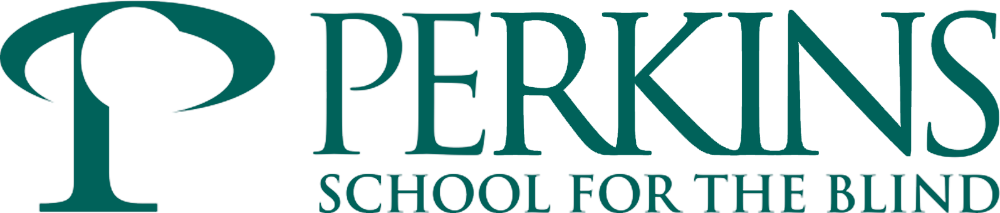 PERKINS
SCHOOL FOR THE BLIND